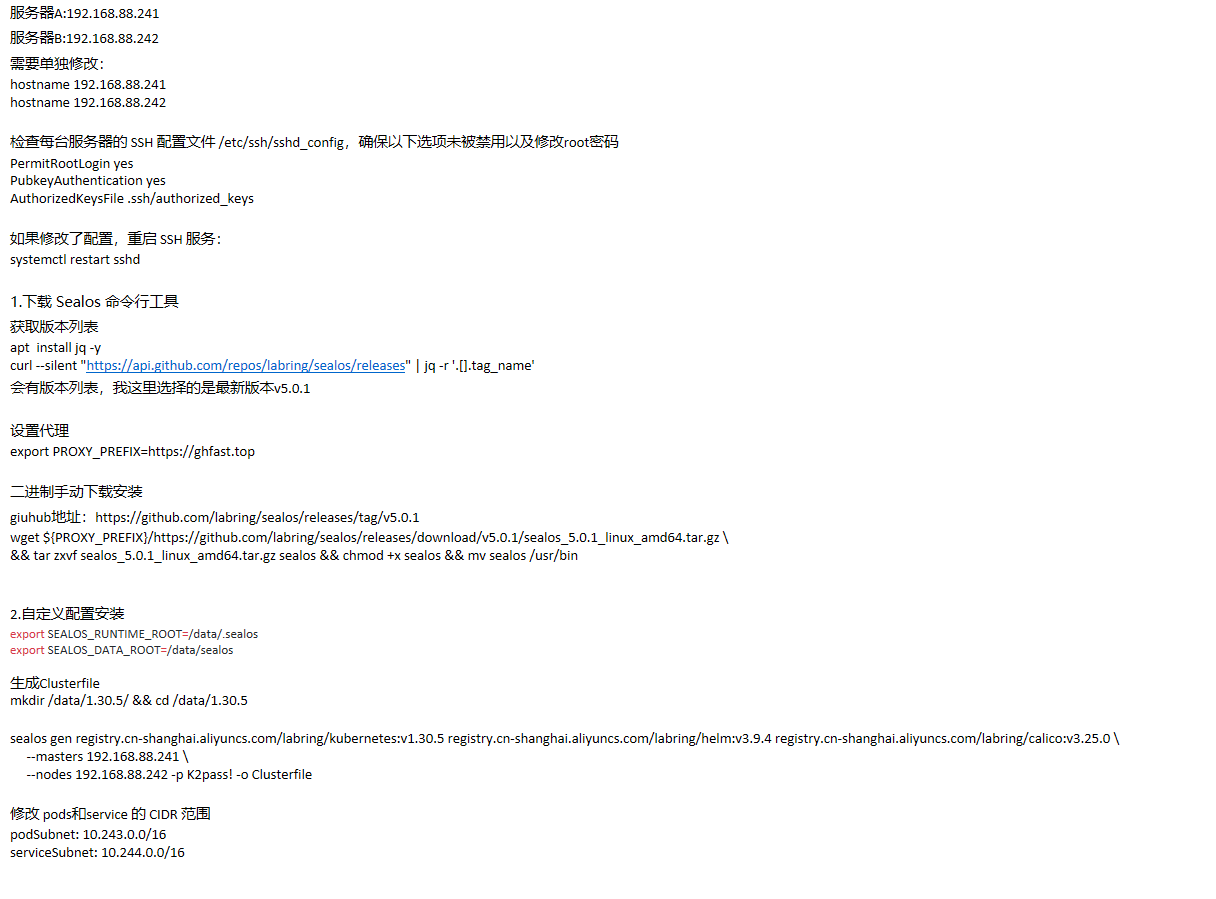 服务器A:192.168.88.241
服务器B:192.168.88.242
需要单独修改：
hostname 192.168.88.241
hostname 192.168.88.242
检查每台服务器的 SSH 配置文件 /etc/ssh/sshd_config，确保以下选项未被禁用以及修改root密码
PermitRootLogin yes
PubkeyAuthentication yes
AuthorizedKeysFile .ssh/authorized_keys
如果修改了配置，重启 SSH 服务：
systemctl restart sshd
1.下载 Sealos 命令行工具
获取版本列表
apt  install jq -y
curl --silent "https://api.github.com/repos/labring/sealos/releases" | jq -r '.[].tag_name'
会有版本列表，我这里选择的是最新版本v5.0.1
设置代理
export PROXY_PREFIX=https://ghfast.top
二进制手动下载安装
giuhub地址：https://github.com/labring/sealos/releases/tag/v5.0.1
wget ${PROXY_PREFIX}/https://github.com/labring/sealos/releases/download/v5.0.1/sealos_5.0.1_linux_amd64.tar.gz \
&& tar zxvf sealos_5.0.1_linux_amd64.tar.gz sealos && chmod +x sealos && mv sealos /usr/bin
2.自定义配置安装
export SEALOS_RUNTIME_ROOT=/data/.sealos
export SEALOS_DATA_ROOT=/data/sealos
生成Clusterfile
mkdir /data/1.30.5/ && cd /data/1.30.5
sealos gen registry.cn-shanghai.aliyuncs.com/labring/kubernetes:v1.30.5 registry.cn-shanghai.aliyuncs.com/labring/helm:v3.9.4 registry.cn-shanghai.aliyuncs.com/labring/calico:v3.25.0 \
--masters 192.168.88.241 \
--nodes 192.168.88.242 -p K2pass! -o Clusterfile
修改 pods和service 的 CIDR 范围
podSubnet: 10.243.0.0/16
serviceSubnet: 10.244.0.0/16